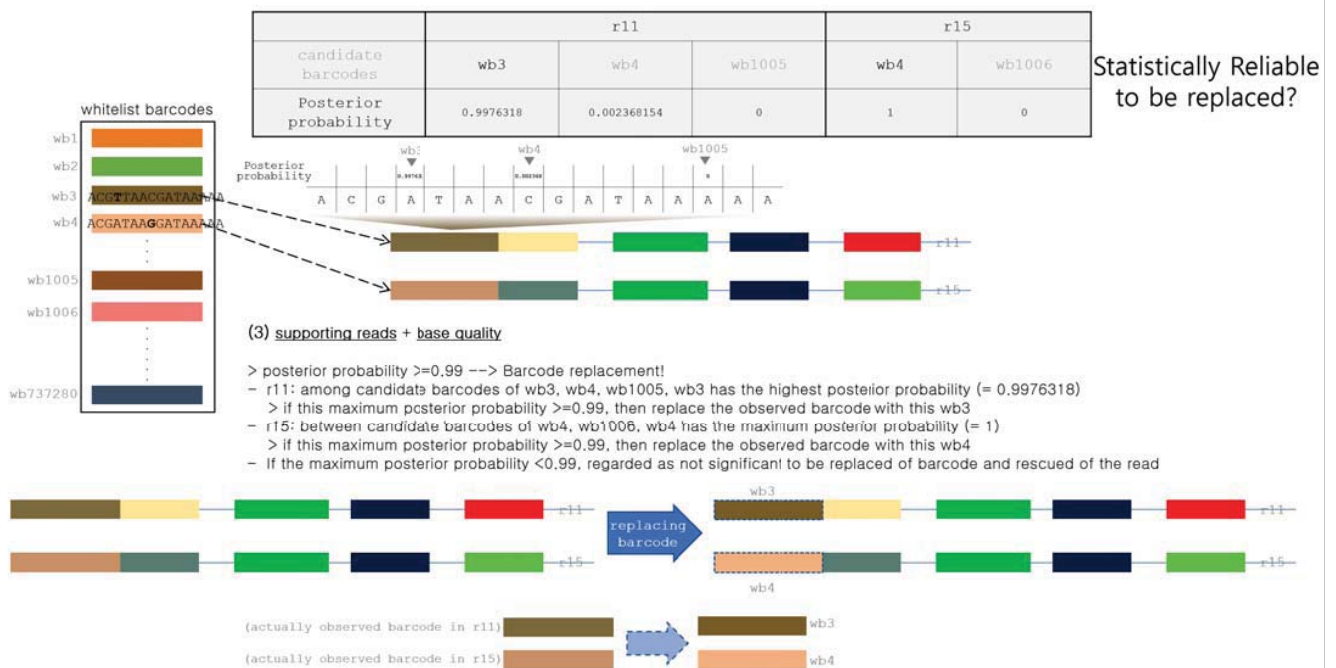 r11 r15
candidate barcodes wb3 wb4 wb1005 wb4 wb1006
Posterior probability 0.9976318 0.002368154 0 1 0
Statistically Reliable
to be replaced?
whitelist barcodes
wb1
wb2
wb3 ACGTTAACGATAAAAA
wb4 ACGATAAGGATAAAAA
wb1005
wb1006
wb737280
wb3 wb4 wb1005
Posterior probability 0.99763 0.002368 0
A C G A T A A C G A T A A A A A
r11
r15
(3) supporting reads + base quality
> posterior probability >=0.99 --> Barcode replacement!
- r11: among candidate barcodes of wb3, wb4, wb1005, wb3 has the highest posterior probability (= 0.9976318)
> if this maximum posterior probability >=0.99, then replace the observed barcode with this wb3
- r15: between candidate barcodes of wb4, wb1006, wb4 has the maximum posterior probability (= 1)
> if this maximum posterior probability >=0.99, then replace the observed barcode with this wb4
- If the maximum posterior probability <0.99, regarded as not significant to be replaced of barcode and rescued of the read
r11
r15
replacing
barcode
wb3
r11
r15
wb4
(actually observed barcode in r11) wb3
(actually observed barcode in r15) wb4